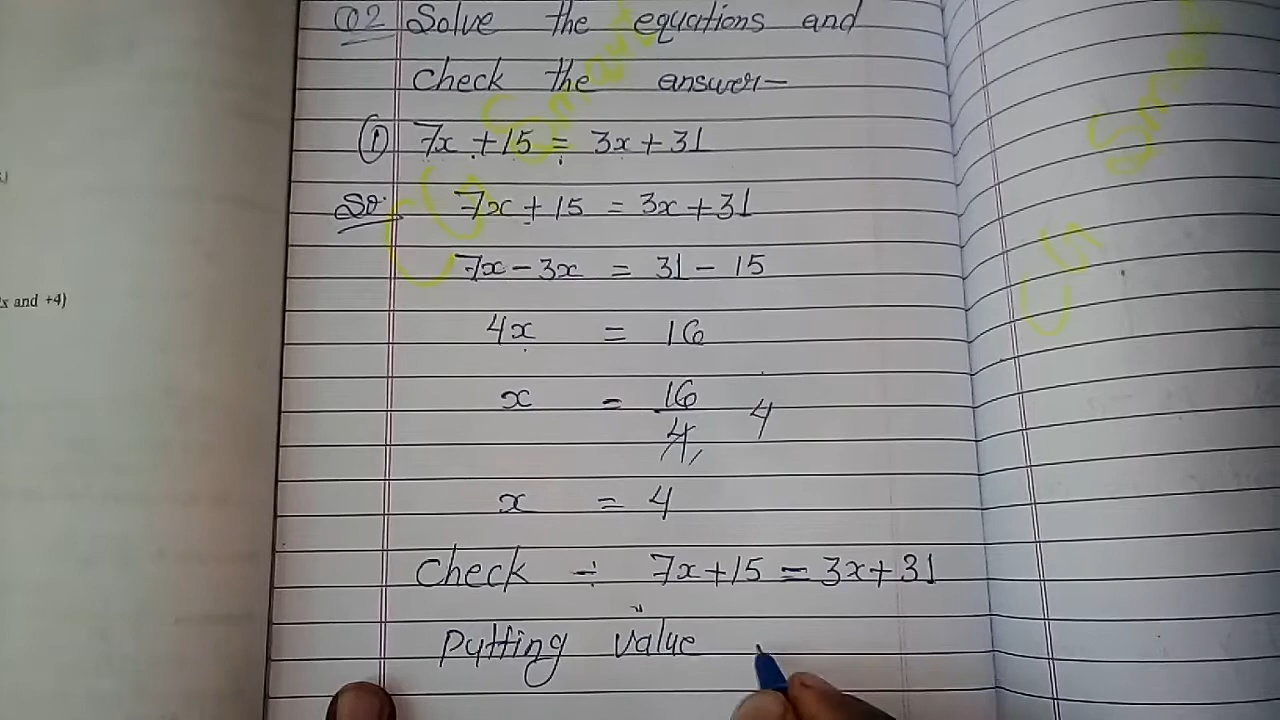 Q2 Solve the equations and
check the answer-
① 7x + 15 = 3x + 31
Sol. 7x + 15 = 3x + 31
7x - 3x = 31 - 15
x and +4)
4x = 16
x = 16/4 4
x = 4
Check ÷ 7x+15 = 3x+31
Putting value